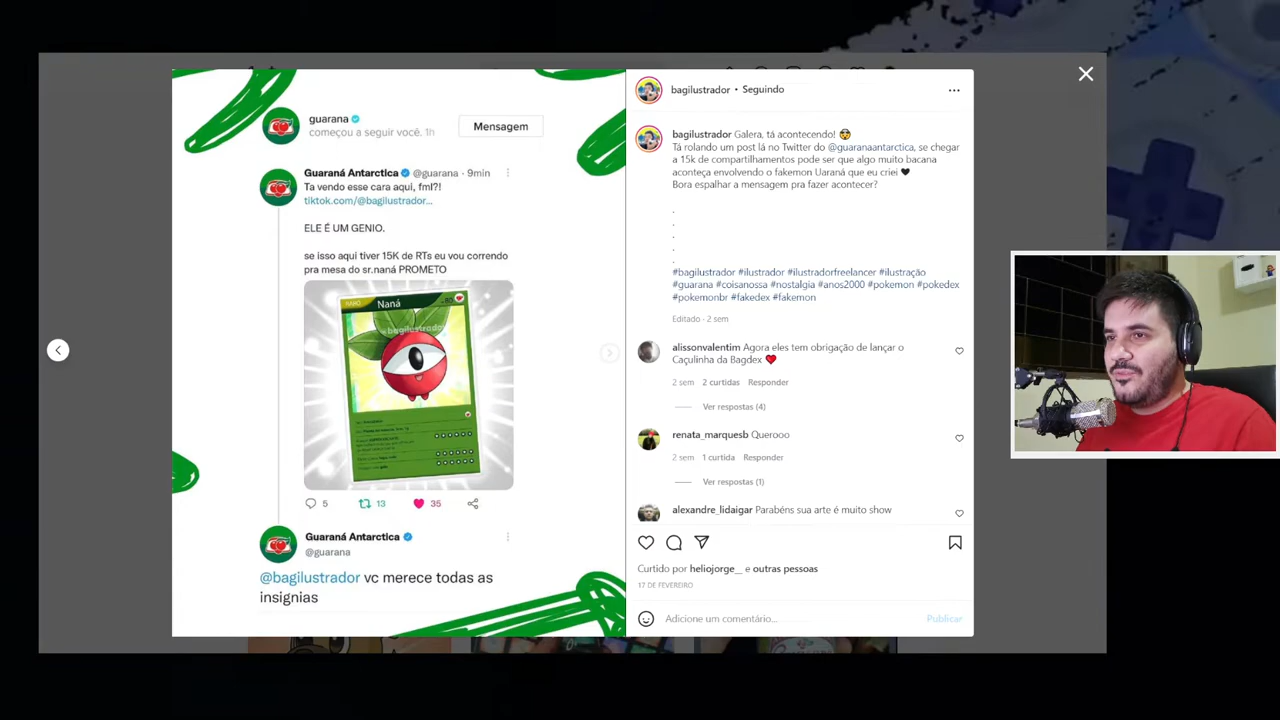 guarana
começou a seguir você. 1h
Mensagem
Guaraná Antarctica @guarana · 9min
Ta vendo esse cara aqui, fml?!
tiktok.com/@bagilustrador...
ELE É UM GENIO.
se isso aqui tiver 15K de RTs eu vou correndo
pra mesa do sr.naná PROMETO
Naná
80
@bagilustrador
5
13
35
Guaraná Antarctica
@guarana
@bagilustrador vc merece todas as
insignias
bagilustrador • Seguindo
bagilustrador Galera, tá acontecendo! 🤯
Tá rolando um post lá no Twitter do @guaranaantarctica, se chegar
a 15k de compartilhamentos pode ser que algo muito bacana
aconteça envolvendo o fakemon Uaraná que eu criei ♥
Bora espalhar a mensagem pra fazer acontecer?
.
.
.
.
.
#bagilustrador #ilustrador #ilustradorfreelancer #ilustração
#guarana #coisanossa #nostalgia #anos2000 #pokemon #pokedex
#pokemonbr #fakedex #fakemon
Editado · 2 sem
alissonvalentim Agora eles tem obrigação de lançar o
Caçulinha da Bagdex ❤️
2 sem 2 curtidas Responder
Ver respostas (4)
renata_marquesb Querooo
2 sem 1 curtida Responder
Ver respostas (1)
alexandre_lidaigar Parabéns sua arte é muito show
Curtido por heliojorge__ e outras pessoas
17 DE FEVEREIRO
Adicione um comentário...
Publicar